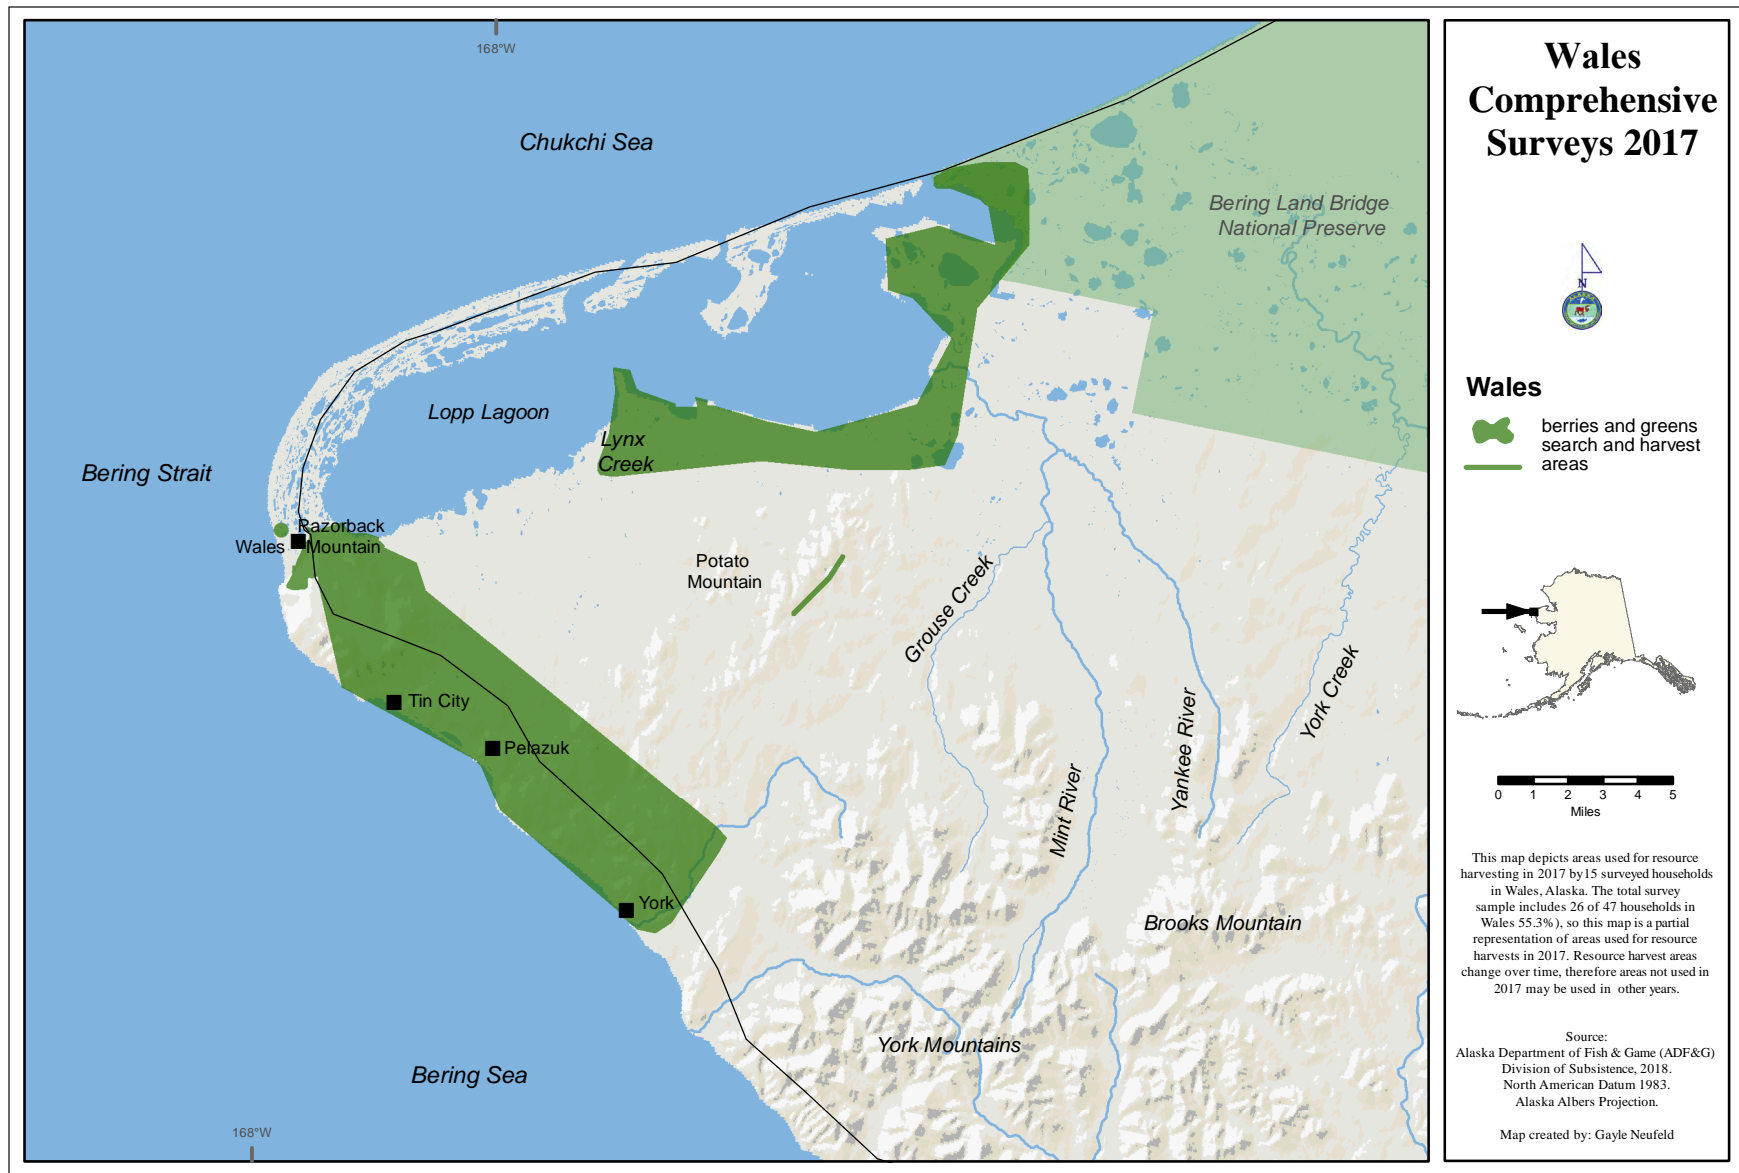 168°W
Chukchi Sea
Bering Land Bridge
National Preserve
Lopp Lagoon
Lynx
Creek
Bering Strait
Razorback
Mountain
Wales
Potato
Mountain
Grouse Creek
Tin City
Pelazuk
York Creek
Yankee River
Mint River
York
Brooks Mountain
York Mountains
Bering Sea
168°W
Wales
Comprehensive
Surveys 2017
N
Wales
berries and greens
search and harvest
areas
0 1 2 3 4 5
Miles
This map depicts areas used for resource
harvesting in 2017 by15 surveyed households
in Wales, Alaska. The total survey
sample includes 26 of 47 households in
Wales 55.3%), so this map is a partial
representation of areas used for resource
harvests in 2017. Resource harvest areas
change over time, therefore areas not used in
2017 may be used in other years.
Source:
Alaska Department of Fish & Game (ADF&G)
Division of Subsistence, 2018.
North American Datum 1983.
Alaska Albers Projection.
Map created by: Gayle Neufeld